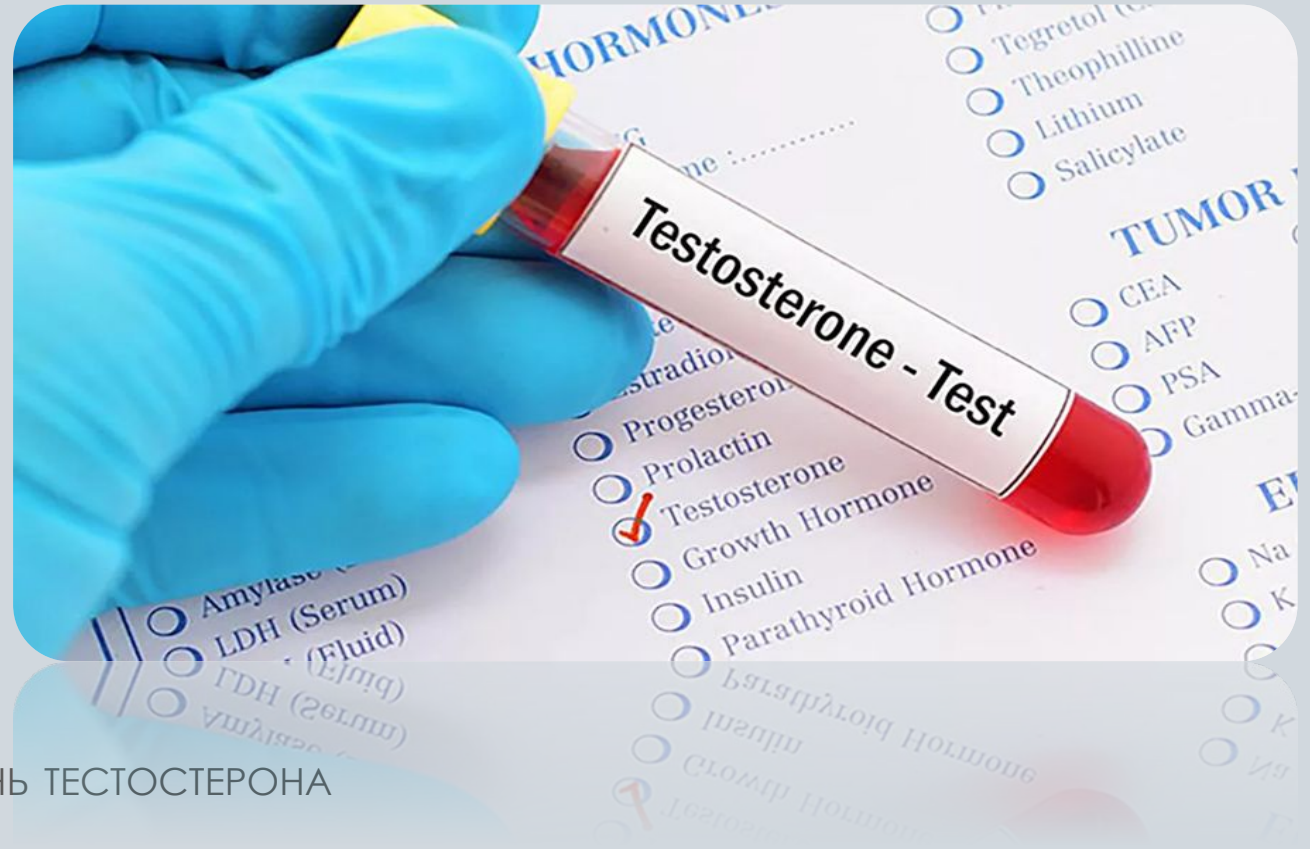 HORMONES
Tegretol
Theophilline
Lithium
Salicylate
TUMOR
CEA
AFP
PSA
Gamma-
Na
K
Testosterone - Test
Progesterone
Prolactin
Testosterone
Growth Hormone
Insulin
Parathyroid Hormone
Amylase
LDH (Serum)
(Fluid)
ТЕСТОСТЕРОНА